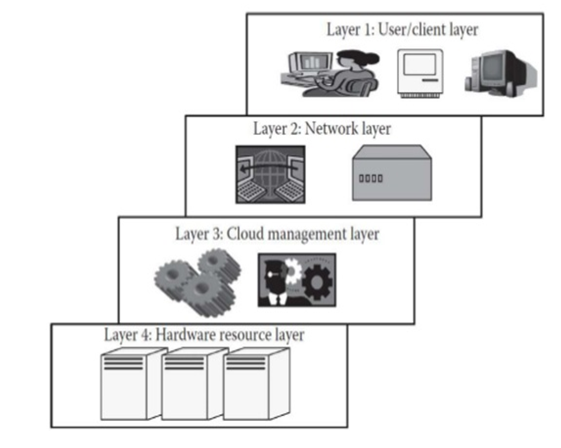 Layer 1: User/client layer
Layer 2: Network layer
Layer 3: Cloud management layer
Layer 4: Hardware resource layer